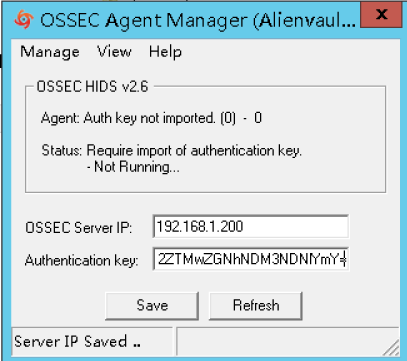 OSSEC Agent Manager (Alienvaul...
Manage View Help
OSSEC HIDS v2.6
Agent: Auth key not imported. (0) - 0
Status: Require import of authentication key.
- Not Running...
OSSEC Server IP: 192.168.1.200
Authentication key: 2ZTMwZGNhNDM3NDNlYmY=
Save Refresh
Server IP Saved ..